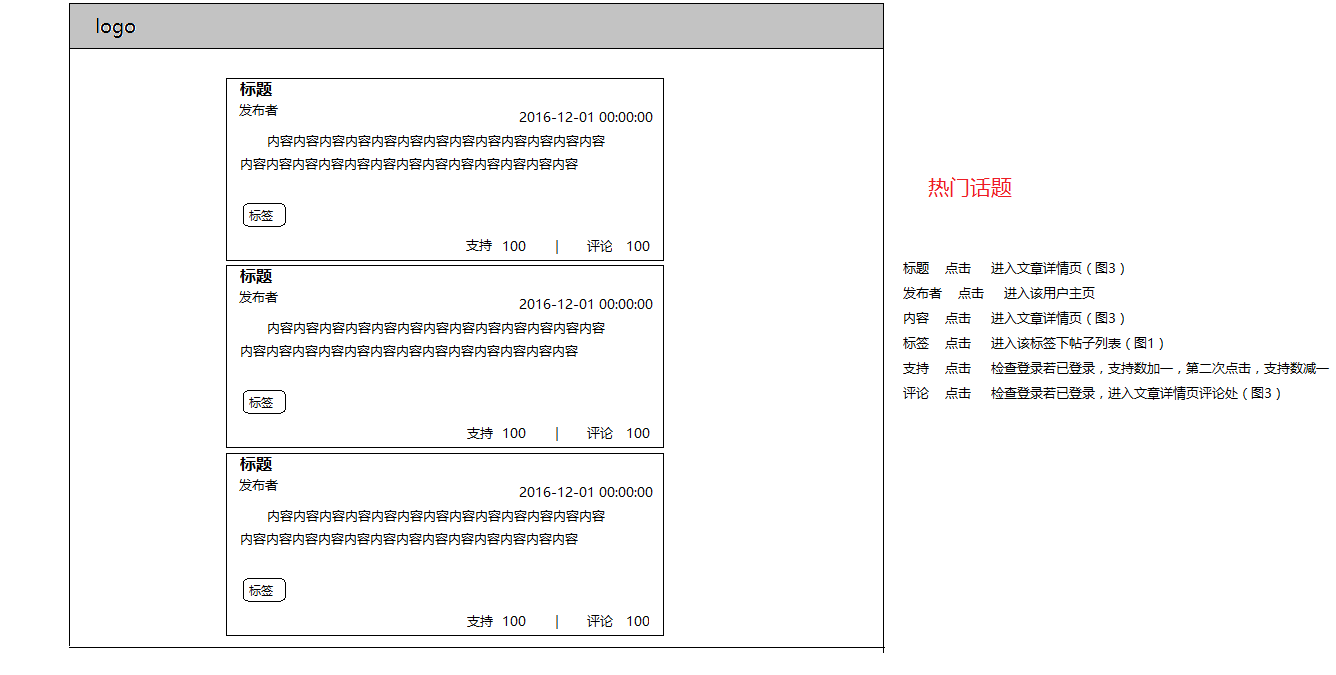 logo
标题
发布者
2016-12-01 00:00:00
内容内容内容内容内容内容内容内容内容内容内容内容内容
内容内容内容内容内容内容内容内容内容内容内容内容内容
标签
支持 100 | 评论 100
标题
发布者
2016-12-01 00:00:00
内容内容内容内容内容内容内容内容内容内容内容内容内容
内容内容内容内容内容内容内容内容内容内容内容内容内容
标签
支持 100 | 评论 100
标题
发布者
2016-12-01 00:00:00
内容内容内容内容内容内容内容内容内容内容内容内容内容
内容内容内容内容内容内容内容内容内容内容内容内容内容
标签
支持 100 | 评论 100
热门话题
标题 点击 进入文章详情页（图3）
发布者 点击 进入该用户主页
内容 点击 进入文章详情页（图3）
标签 点击 进入该标签下帖子列表（图1）
支持 点击 检查登录若已登录，支持数加一，第二次点击，支持数减一
评论 点击 检查登录若已登录，进入文章详情页评论处（图3）